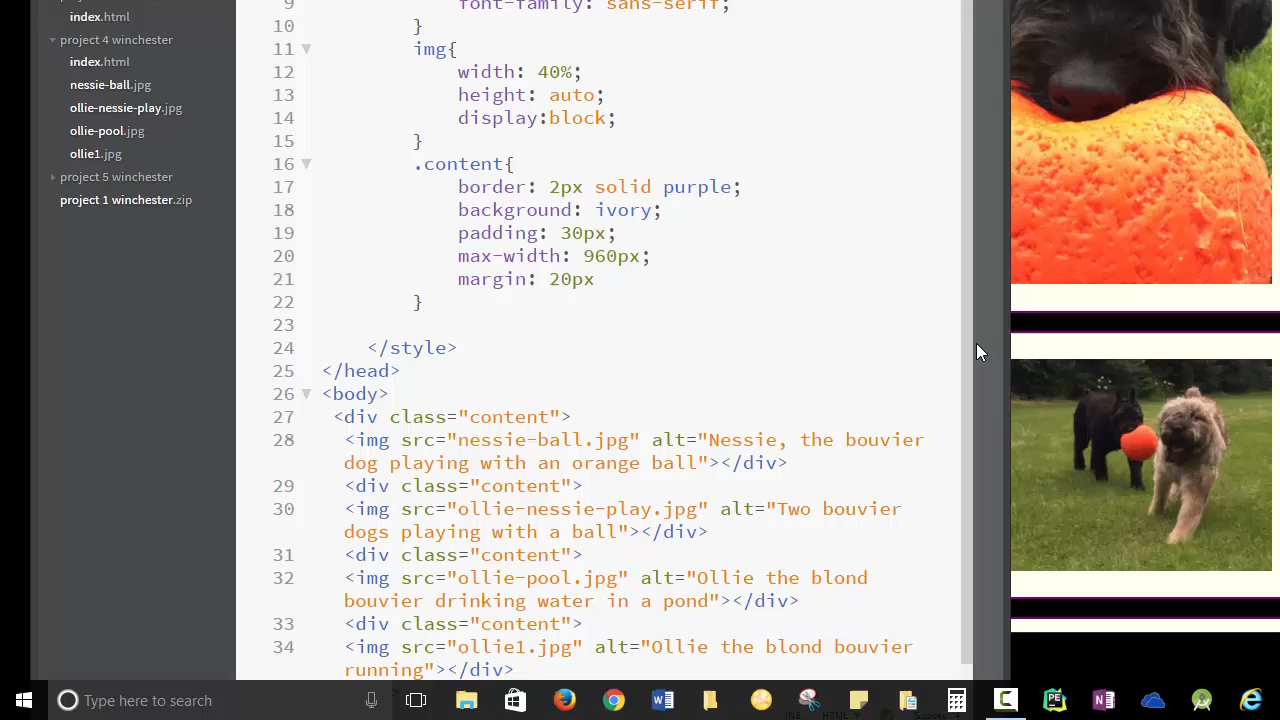 index.html
project 4 winchester
index.html
nessie-ball.jpg
ollie-nessie-play.jpg
ollie-pool.jpg
ollie1.jpg
project 5 winchester
project 1 winchester.zip
9 font-family: sans-serif;
10 }
11 img{
12 width: 40%;
13 height: auto;
14 display:block;
15 }
16 .content{
17 border: 2px solid purple;
18 background: ivory;
19 padding: 30px;
20 max-width: 960px;
21 margin: 20px
22 }
23
24 </style>
25 </head>
26 <body>
27 <div class="content">
28 <img src="nessie-ball.jpg" alt="Nessie, the bouvier
dog playing with an orange ball"></div>
29 <div class="content">
30 <img src="ollie-nessie-play.jpg" alt="Two bouvier
dogs playing with a ball"></div>
31 <div class="content">
32 <img src="ollie-pool.jpg" alt="Ollie the blond
bouvier drinking water in a pond"></div>
33 <div class="content">
34 <img src="ollie1.jpg" alt="Ollie the blond bouvier
running"></div>
Type here to search